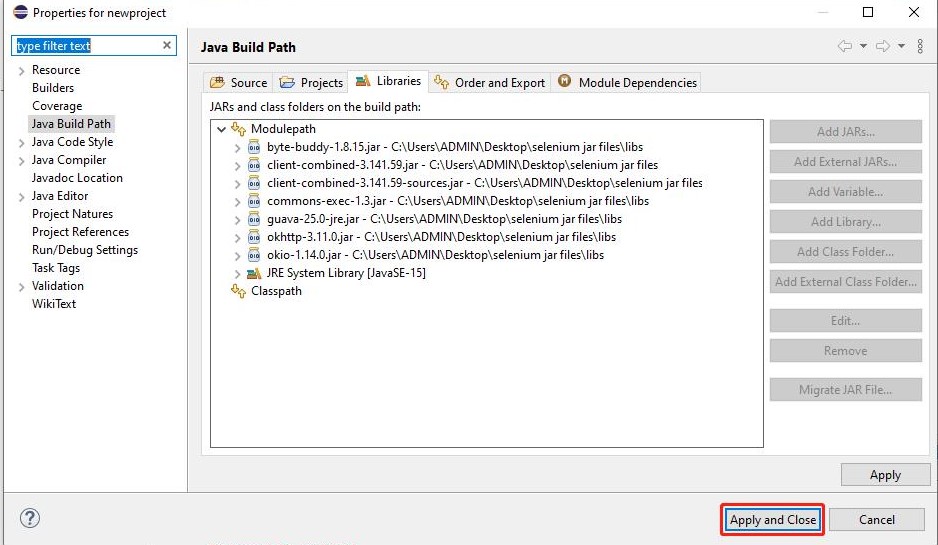 Properties for newproject
type filter text
Java Build Path
Resource
Builders
Coverage
Java Build Path
Java Code Style
Java Compiler
Javadoc Location
Java Editor
Project Natures
Project References
Run/Debug Settings
Task Tags
Validation
WikiText
Source Projects Libraries Order and Export Module Dependencies
JARs and class folders on the build path:
Modulepath
byte-buddy-1.8.15.jar - C:\Users\ADMIN\Desktop\selenium jar files\libs
client-combined-3.141.59.jar - C:\Users\ADMIN\Desktop\selenium jar files
client-combined-3.141.59-sources.jar - C:\Users\ADMIN\Desktop\selenium jar files
commons-exec-1.3.jar - C:\Users\ADMIN\Desktop\selenium jar files\libs
guava-25.0-jre.jar - C:\Users\ADMIN\Desktop\selenium jar files\libs
okhttp-3.11.0.jar - C:\Users\ADMIN\Desktop\selenium jar files\libs
okio-1.14.0.jar - C:\Users\ADMIN\Desktop\selenium jar files\libs
JRE System Library [JavaSE-15]
Classpath
Add JARs...
Add External JARs...
Add Variable...
Add Library...
Add Class Folder...
Add External Class Folder...
Edit...
Remove
Migrate JAR File...
Apply
Apply and Close Cancel